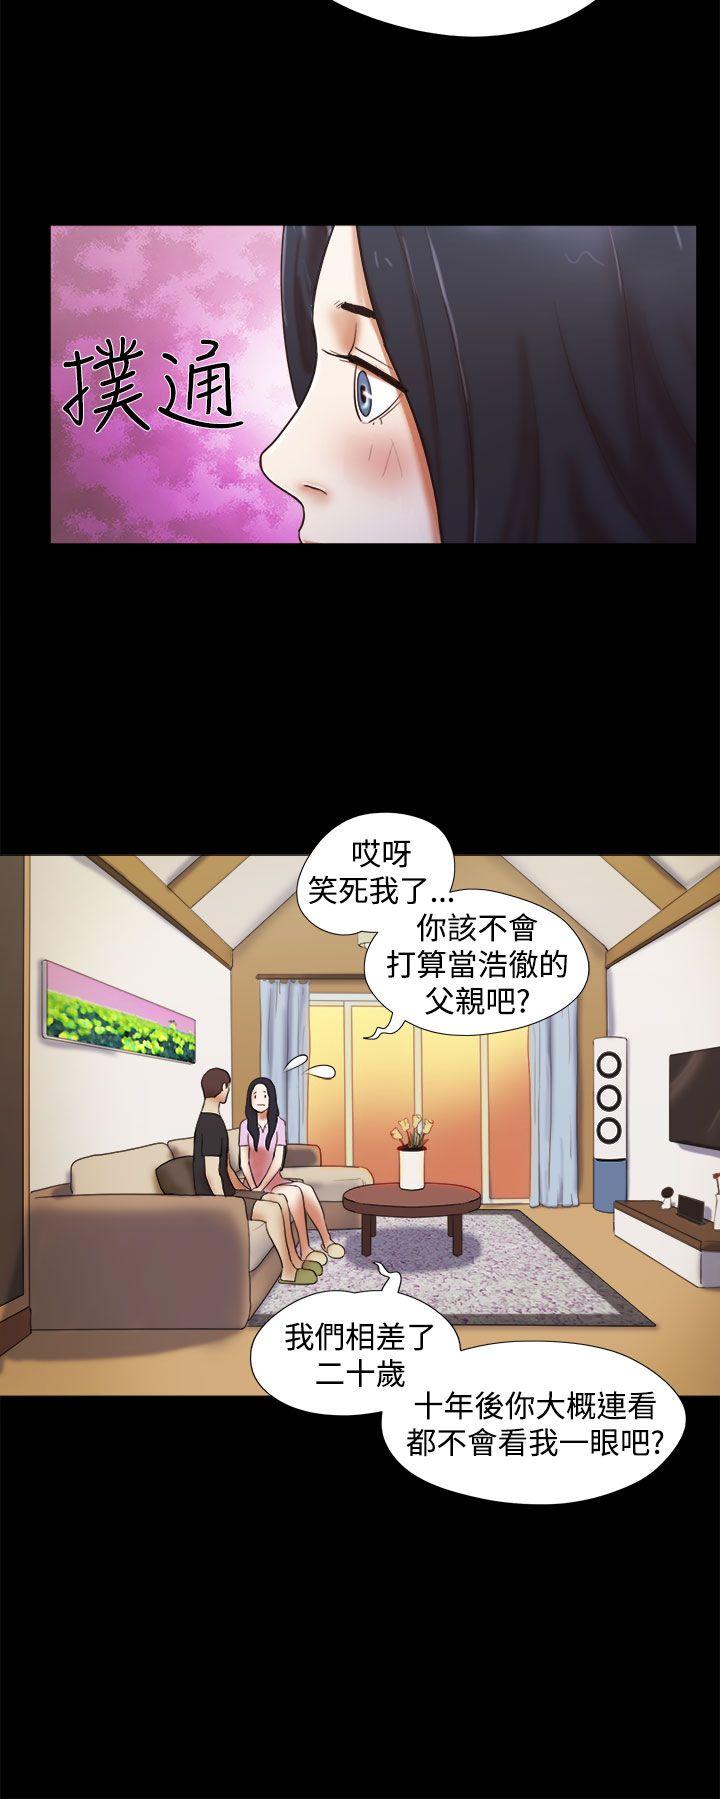 撲通
哎呀
笑死我了...
你該不會
打算當浩徹的
父親吧?
我們相差了
二十歲
十年後你大概連看
都不會看我一眼吧?